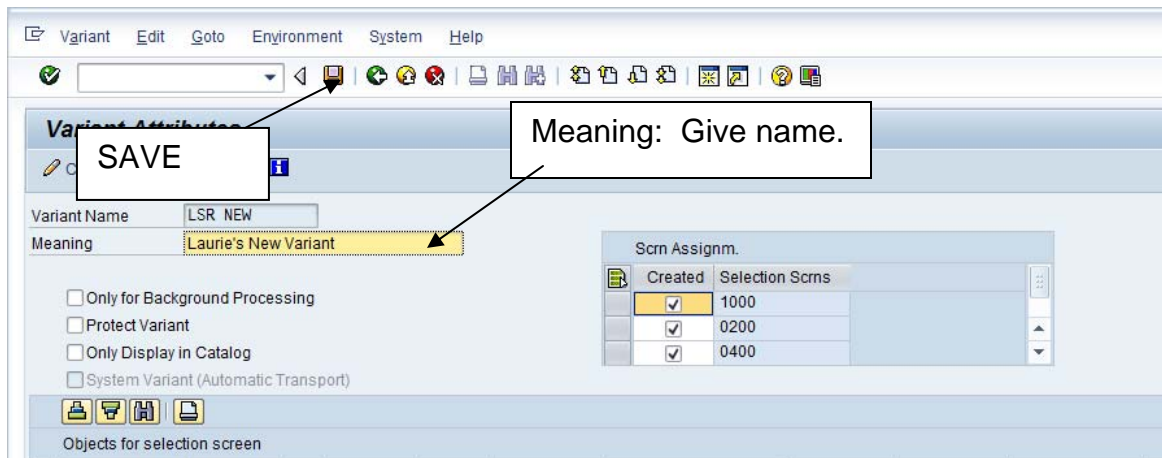 Variant Edit Goto Environment System Help
Variant Attributes
SAVE
Meaning: Give name.
Variant Name LSR NEW
Meaning Laurie's New Variant
Scrn Assignm.
Created Selection Scrns
Only for Background Processing
1000
Protect Variant
0200
Only Display in Catalog
0400
System Variant (Automatic Transport)
Objects for selection screen